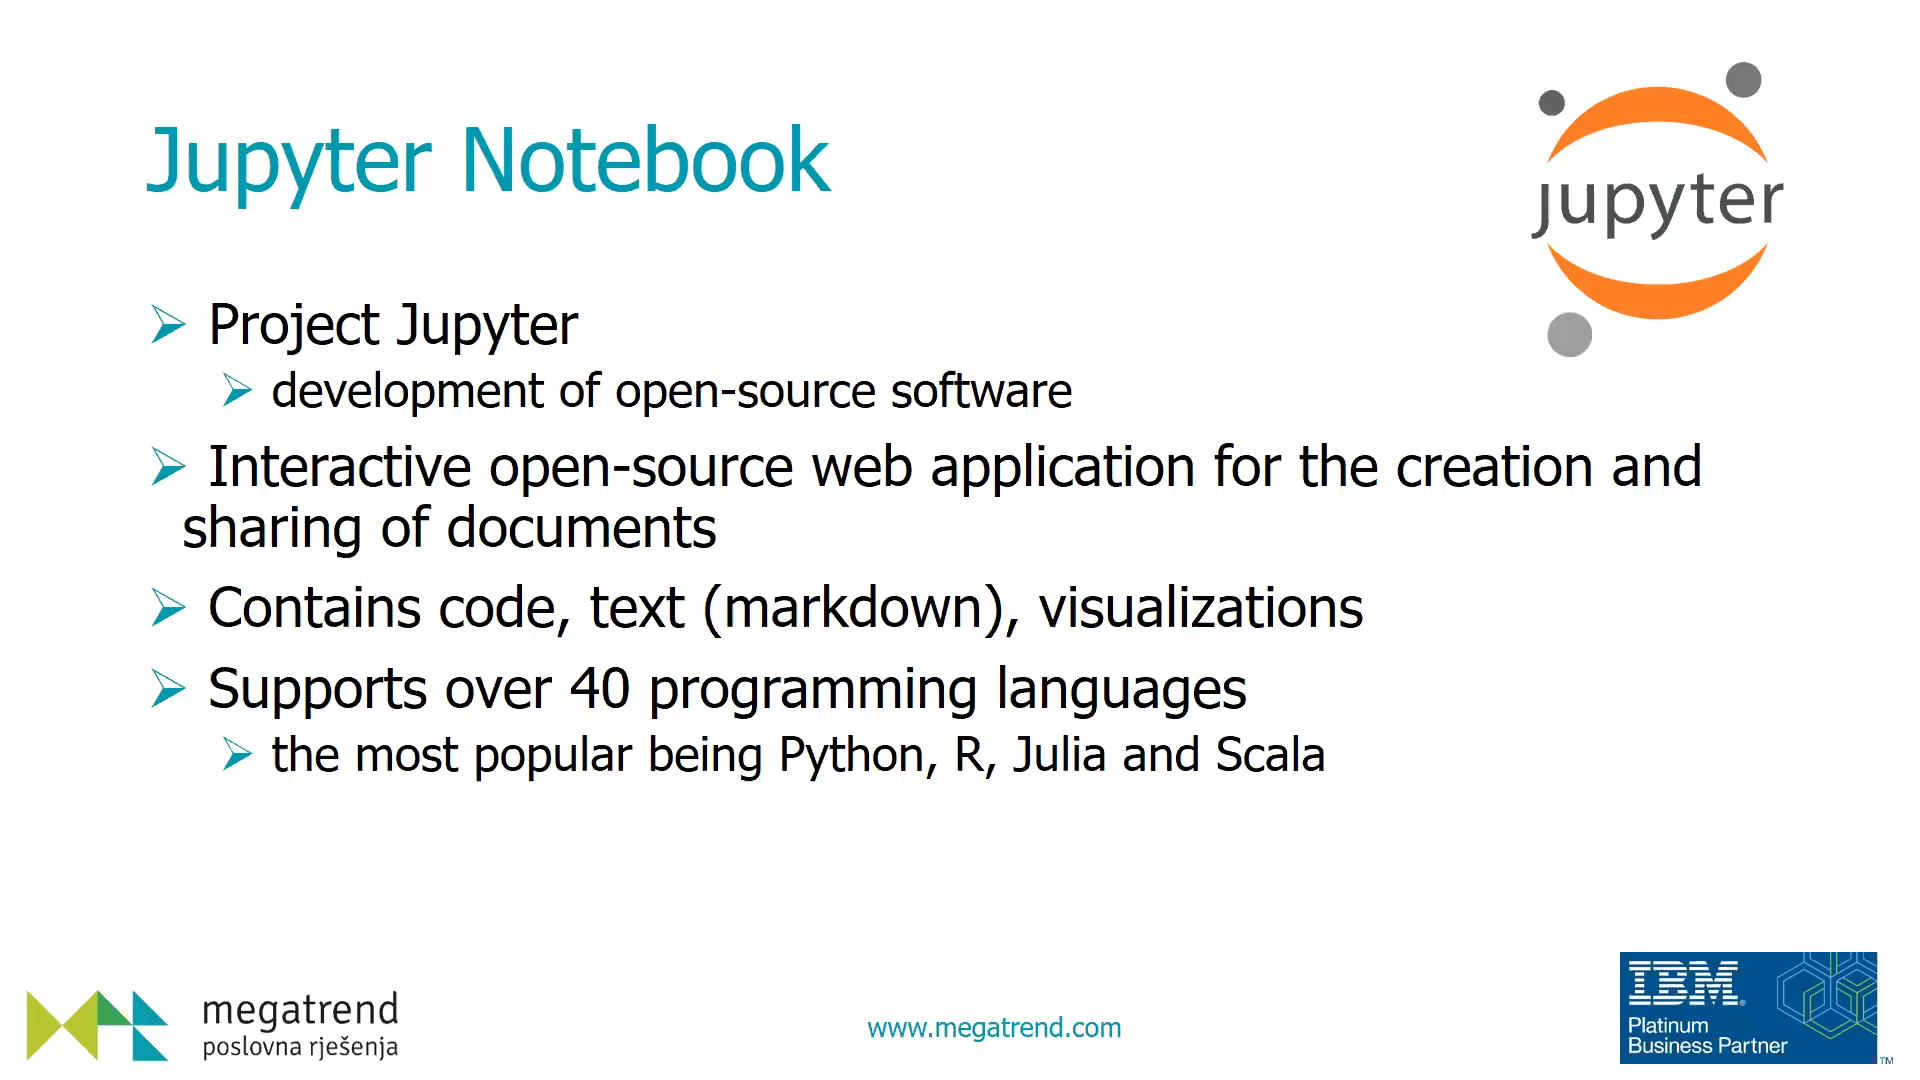 Jupyter Notebook
jupyter
Project Jupyter
development of open-source software
Interactive open-source web application for the creation and
sharing of documents
Contains code, text (markdown), visualizations
Supports over 40 programming languages
the most popular being Python, R, Julia and Scala
megatrend
poslovna rješenja
www.megatrend.com
IBM®
Platinum
Business Partner
™